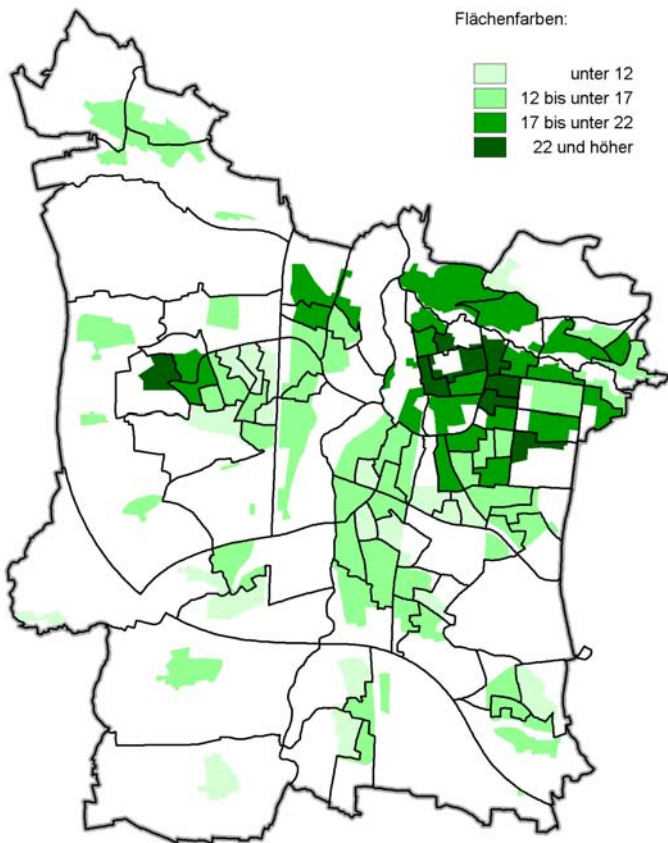 Flächenfarben:
unter 12
12 bis unter 17
17 bis unter 22
22 und höher